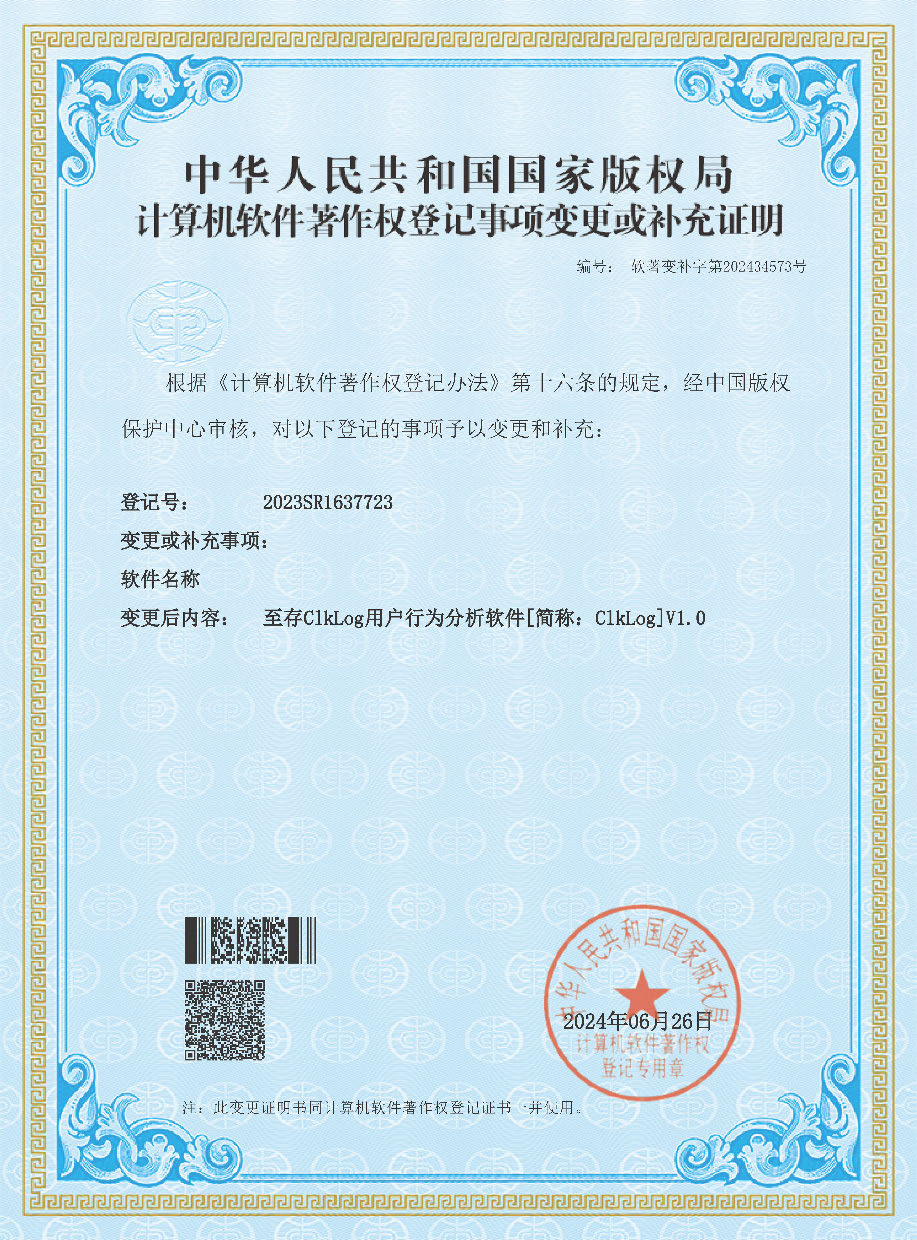 中华人民共和国国家版权局
计算机软件著作权登记事项变更或补充证明
编号： 软著变补字第202434573号
根据《计算机软件著作权登记办法》第十六条的规定，经中国版权
保护中心审核，对以下登记的事项予以变更和补充：
登记号： 2023SR1637723
变更或补充事项：
软件名称
变更后内容： 至存ClkLog用户行为分析软件[简称：ClkLog]V1.0
中华人民共和国国家版权局
2024年06月26日
计算机软件著作权
登记专用章
注：此变更证明书同计算机软件著作权登记证书一并使用。